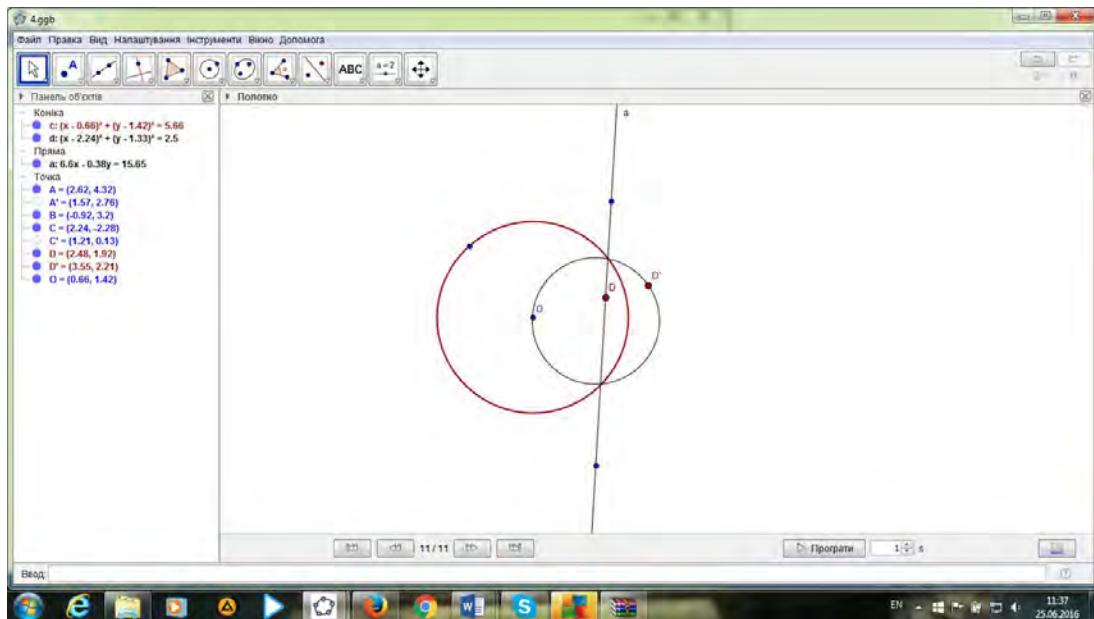 4.ggb
Файл Правка Вид Налаштування Інструменти Вікно Допомога
A ABC a=2
Панель об'єктів
Полотно
Коніка
c: (x - 0.66)² + (y - 1.42)² = 5.66
d: (x - 2.24)² + (y - 1.33)² = 2.5
Пряма
a: 6.6x - 0.38y = 15.65
Точка
A = (2.62, 4.32)
A' = (1.57, 2.76)
B = (-0.92, 3.2)
C = (2.24, -2.28)
C' = (1.21, 0.13)
D = (2.48, 1.92)
D' = (3.55, 2.21)
O = (0.66, 1.42)
a
D'
D
O
11 / 11
Програти
1 s
Ввод:
EN
11:37
25.06.2016